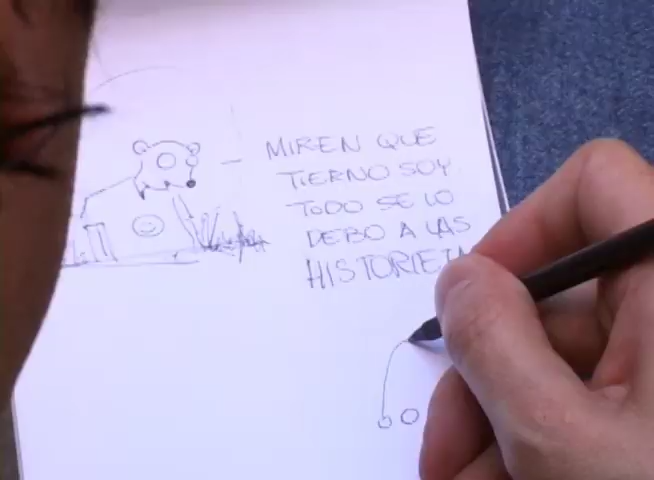 MIREN QUE
TIERNO SOY
TODO SE LO
DEBO A LAS
HISTORIETA